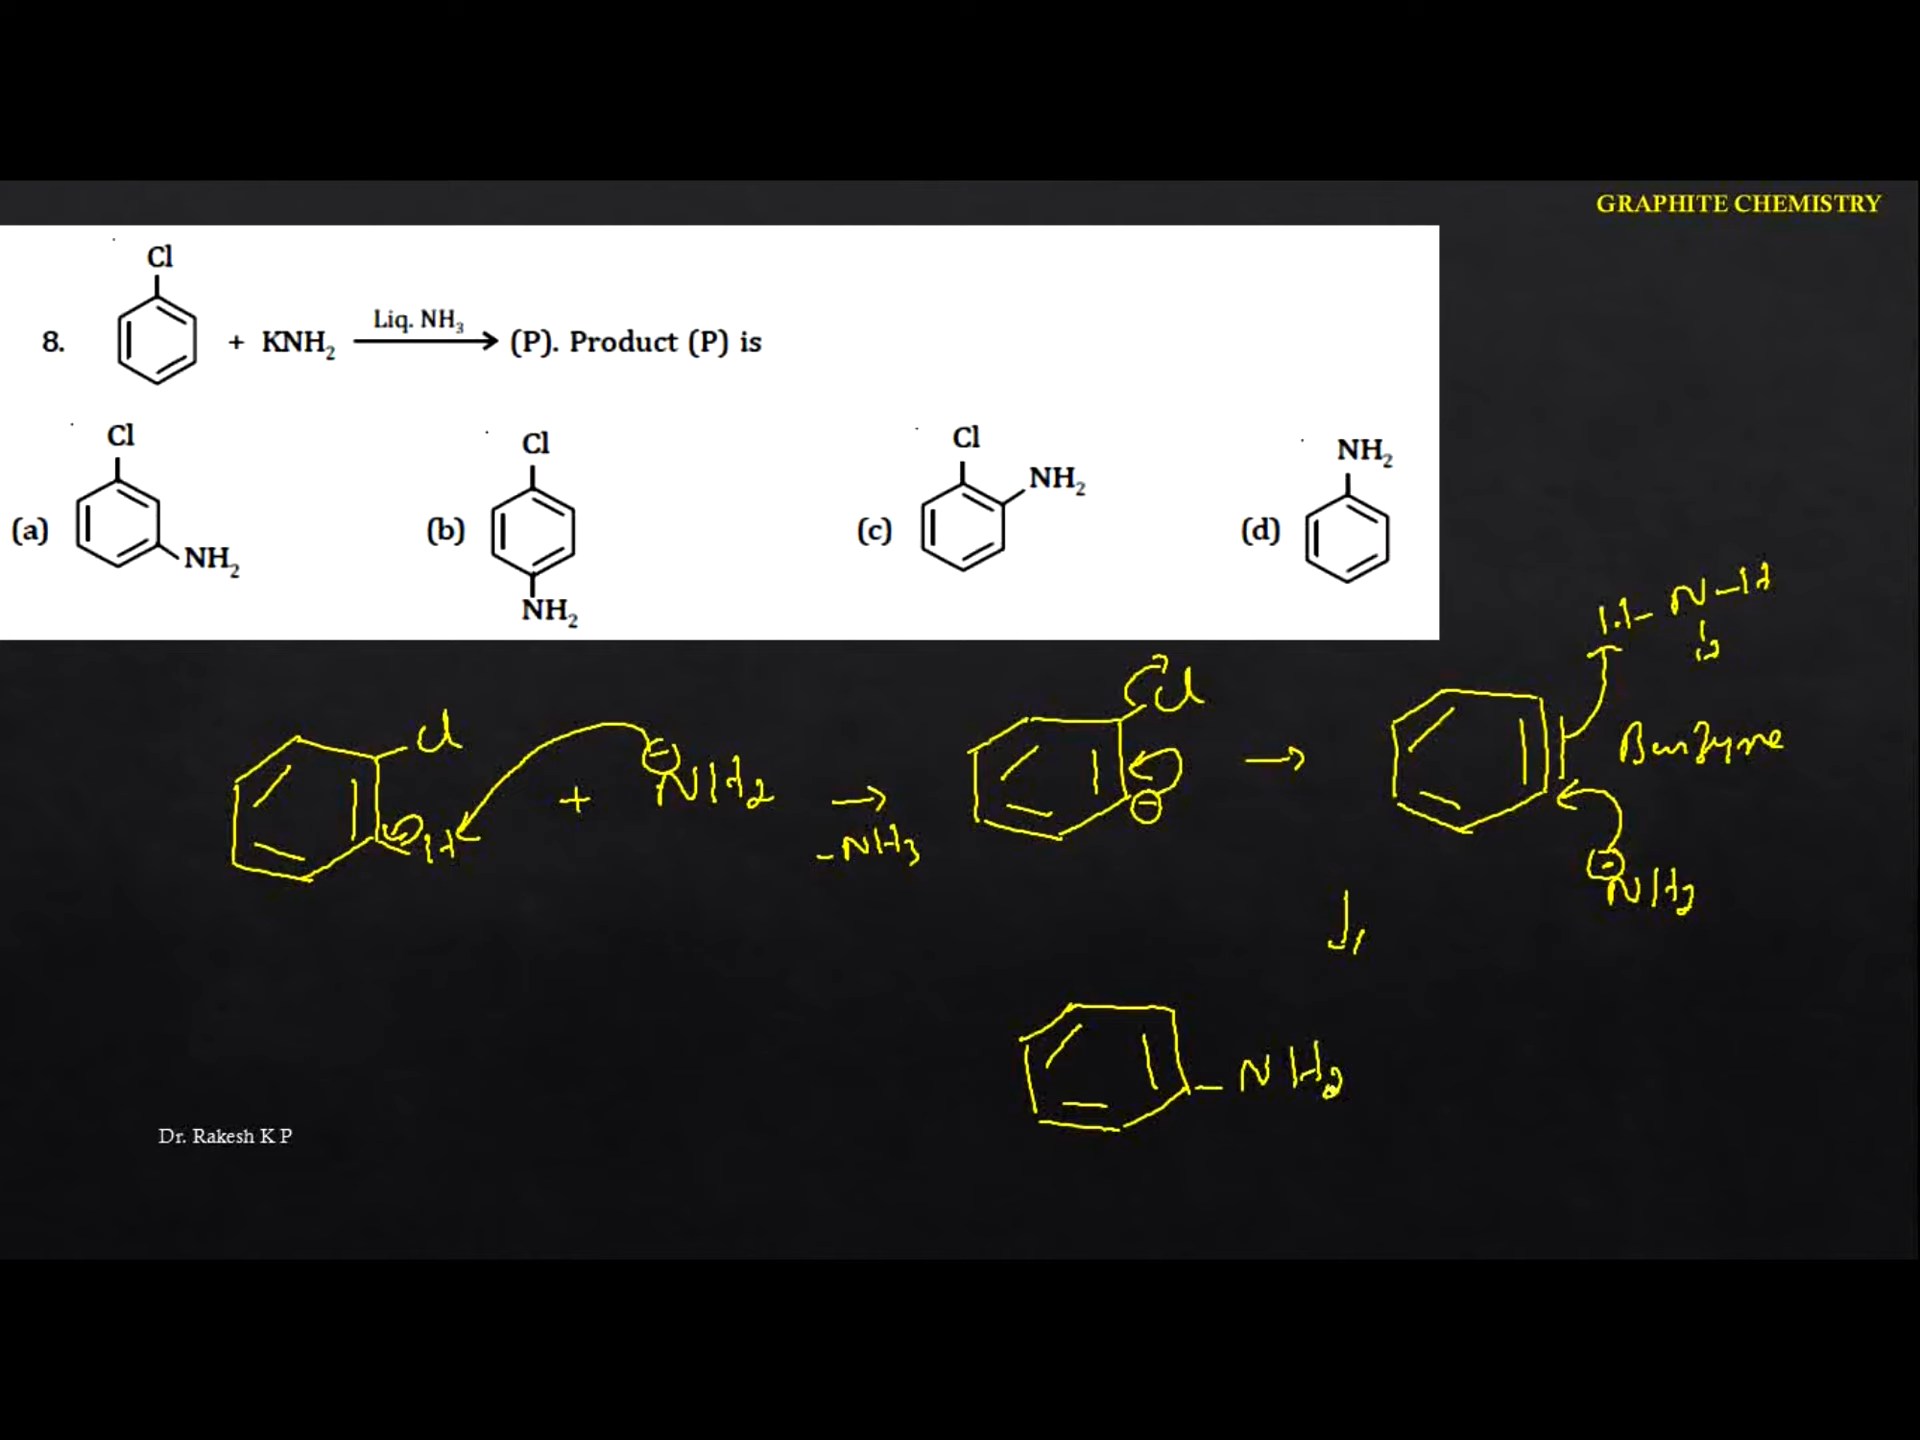 GRAPHITE CHEMISTRY
Cl
8. + KNH₂ Liq. NH₃ (P). Product (P) is
(a) Cl NH₂
(b) Cl NH₂
(c) Cl NH₂
(d) NH₂
H-N-H
H
Cl
H + ⊖NH₂ → -NH₃
Cl
⊖ →
Benzyne
⊖NH₂
↓
-NH₂
Dr. Rakesh K P